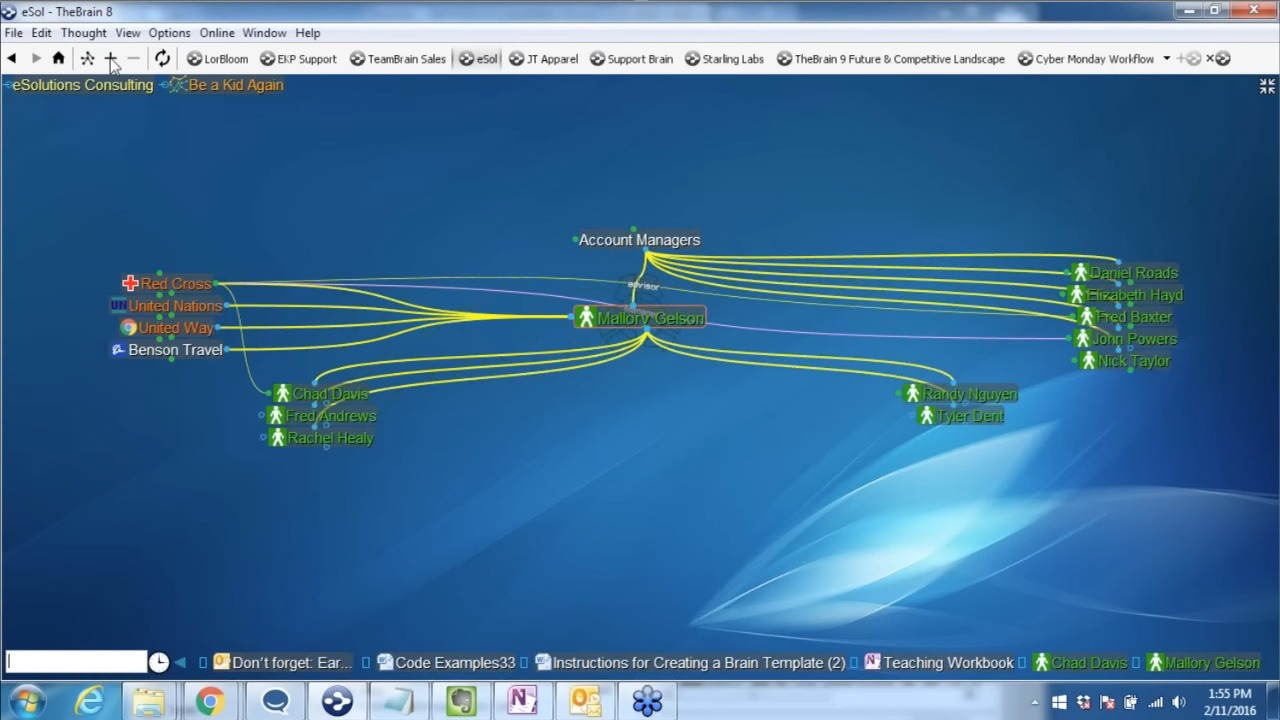 eSol - TheBrain 8
File Edit Thought View Options Online Window Help
LorBloom EKP Support TeamBrain Sales eSol JT Apparel Support Brain Starling Labs TheBrain 9 Future & Competitive Landscape Cyber Monday Workflow
eSolutions Consulting Be a Kid Again
Account Managers
Red Cross
UN United Nations
United Way
Benson Travel
advisor
Mallory Gelson
Daniel Roads
Elizabeth Hayd
Fred Baxter
John Powers
Nick Taylor
Chad Davis
Fred Andrews
Rachel Healy
Randy Nguyen
Tyler Dent
Don't forget: Ear... Code Examples33 Instructions for Creating a Brain Template (2) Teaching Workbook Chad Davis Mallory Gelson
1:55 PM
2/11/2016